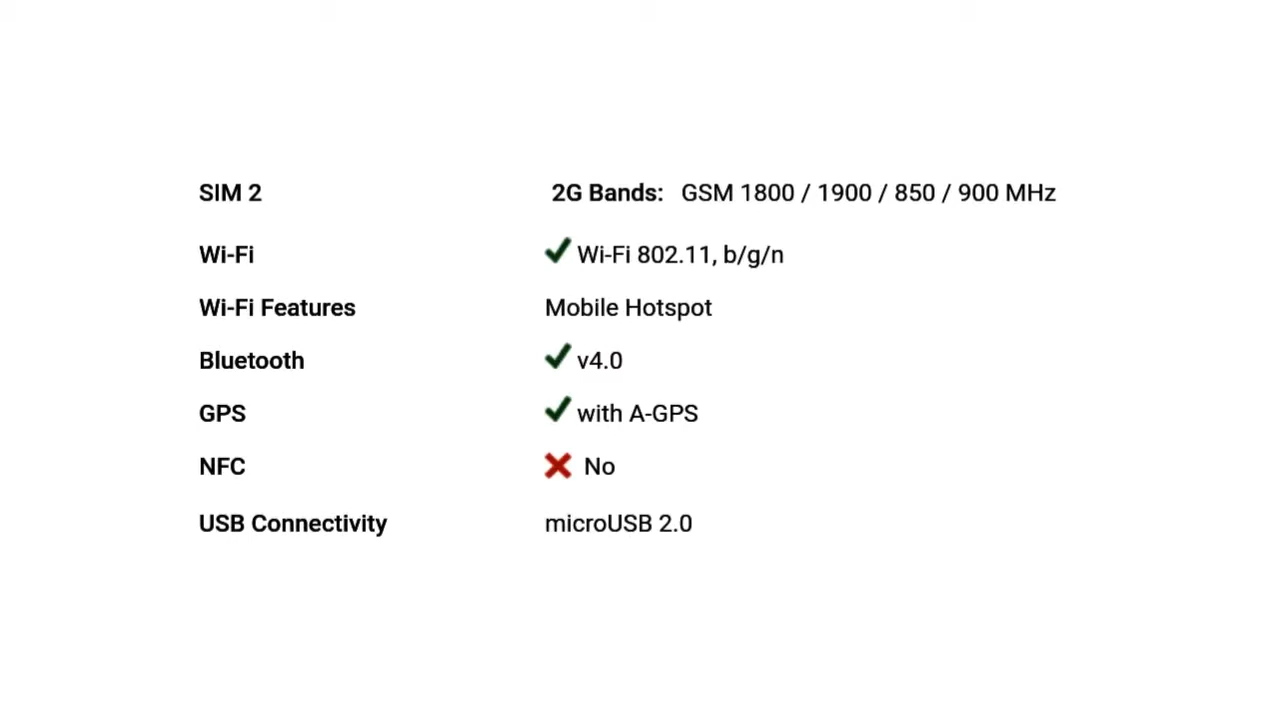 SIM 2 2G Bands: GSM 1800 / 1900 / 850 / 900 MHz
Wi-Fi Wi-Fi 802.11, b/g/n
Wi-Fi Features Mobile Hotspot
Bluetooth v4.0
GPS with A-GPS
NFC No
USB Connectivity microUSB 2.0